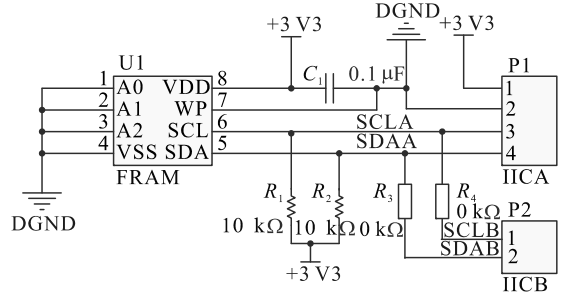 DGND
+3 V3
+3 V3
U1
C1
0.1 μF
P1
1 A0 VDD 8
2 A1 WP 7
3 A2 SCL 6
4 VSS SDA 5
1
2
3
4
SCLA
SDAA
FRAM
IICA
R1
R2
R3
R4
10 kΩ
10 kΩ
0 kΩ
0 kΩ
P2
SCLB
1
SDAB
2
DGND
+3 V3
IICB